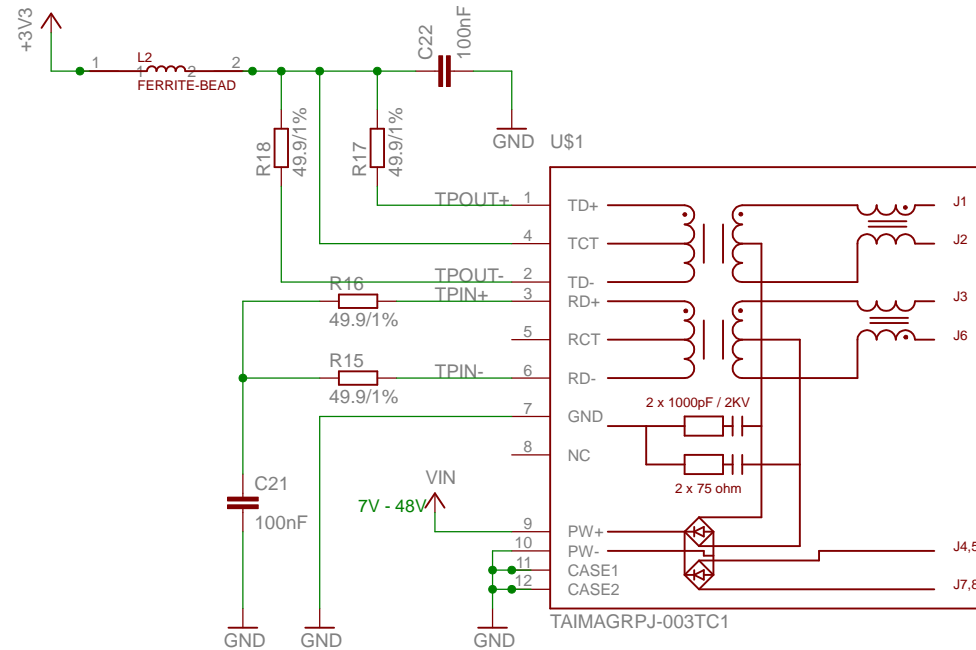 +3V3
1
L2
1
2
2
FERRITE-BEAD
C22
100nF
GND
U$1
R18
49.9/1%
R17
49.9/1%
TPOUT+
1
TD+
J1
4
TCT
J2
TPOUT-
2
TD-
R16
49.9/1%
TPIN+
3
RD+
J3
5
RCT
J6
R15
49.9/1%
TPIN-
6
RD-
7
GND
2 x 1000pF / 2KV
8
NC
2 x 75 ohm
C21
100nF
VIN
7V - 48V
9
PW+
10
PW-
J4,5
11
CASE1
12
CASE2
J7,8
GND
GND
GND
TAIMAGRPJ-003TC1